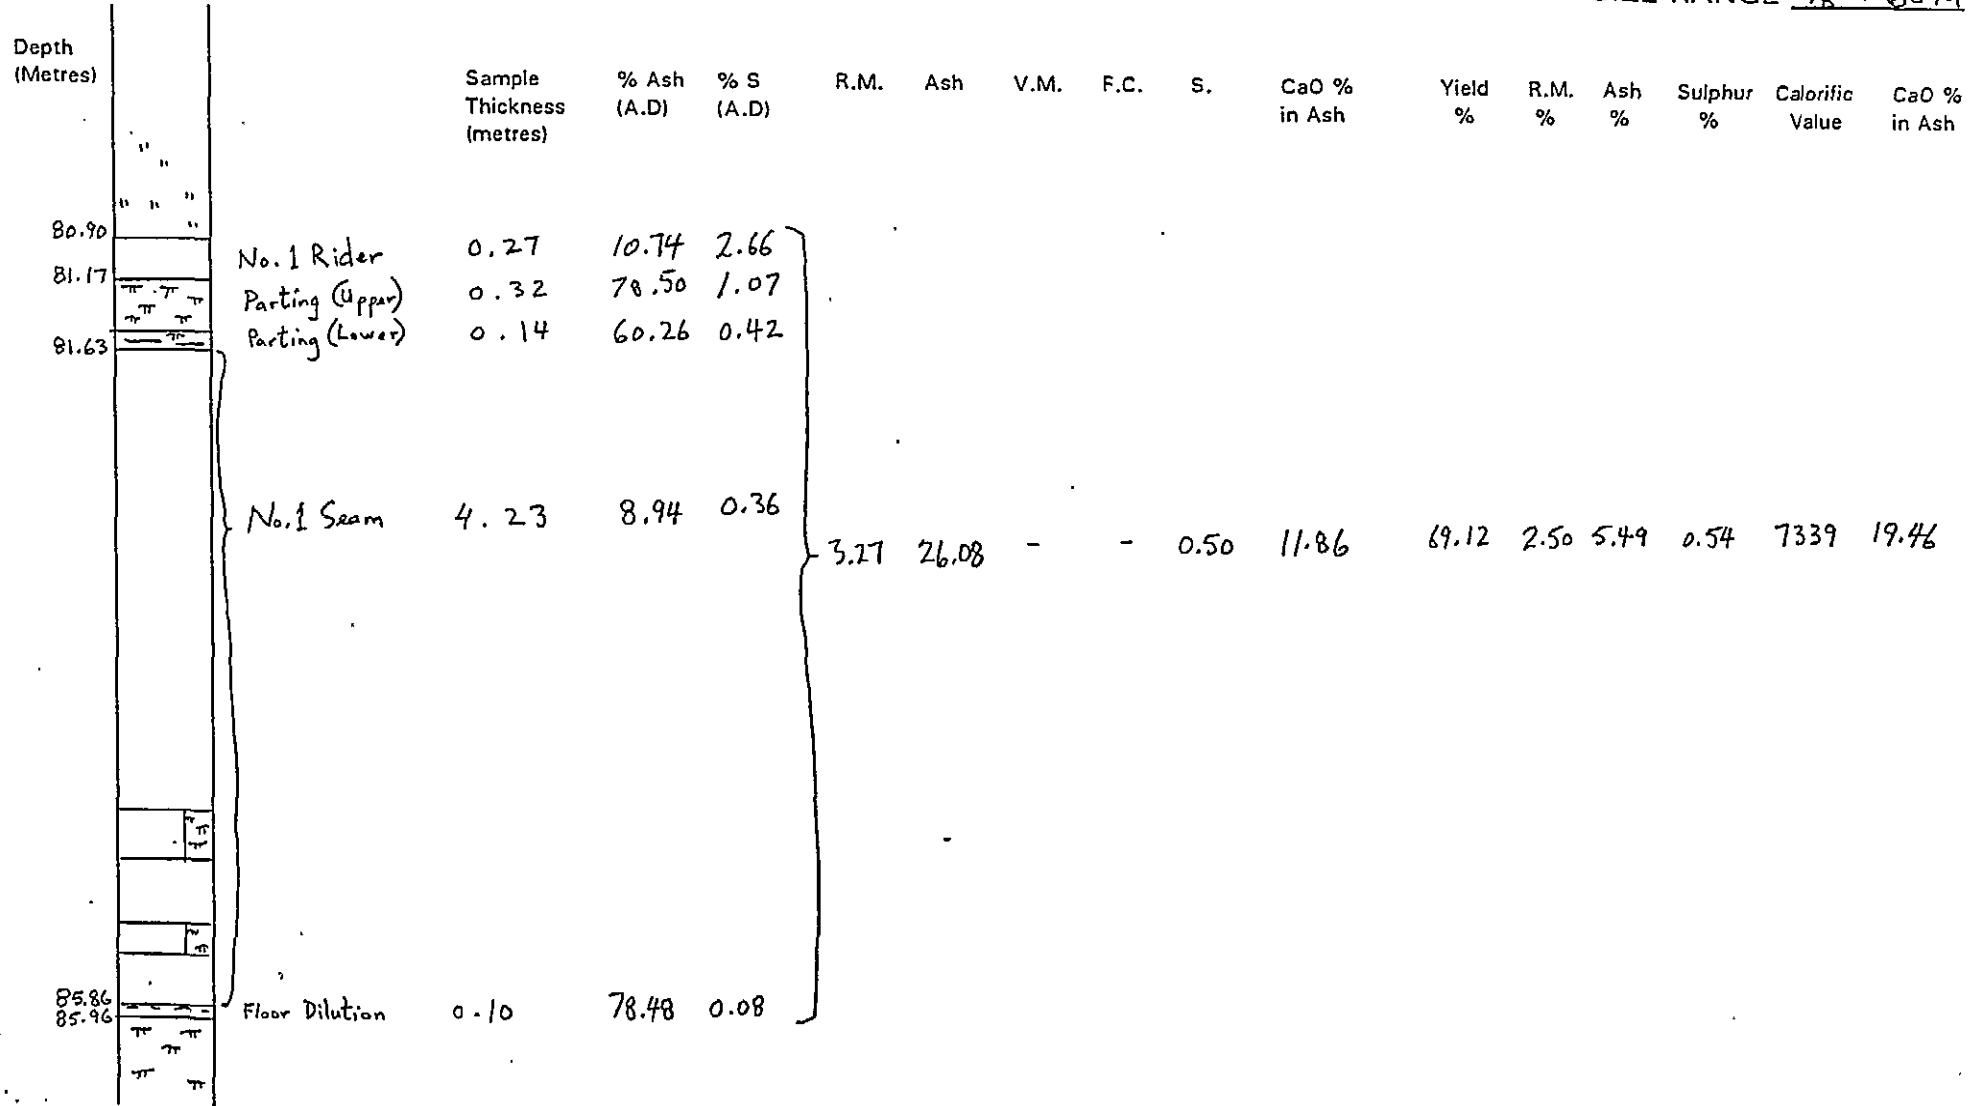 RANGE
Depth
(Metres)
Sample Thickness (metres) % Ash (A.D) % S (A.D) R.M. Ash V.M. F.C. S. CaO % in Ash Yield % R.M. % Ash % Sulphur % Calorific Value CaO % in Ash
80.90
No. 1 Rider 0.27 10.74 2.66
81.17
Parting (Upper) 0.32 78.50 1.07
Parting (Lower) 0.14 60.26 0.42
81.63
No. 1 Seam 4.23 8.94 0.36
3.27 26.08 - - 0.50 11.86 69.12 2.50 5.49 0.54 7339 19.46
85.86
Floor Dilution 0.10 78.48 0.08
85.96